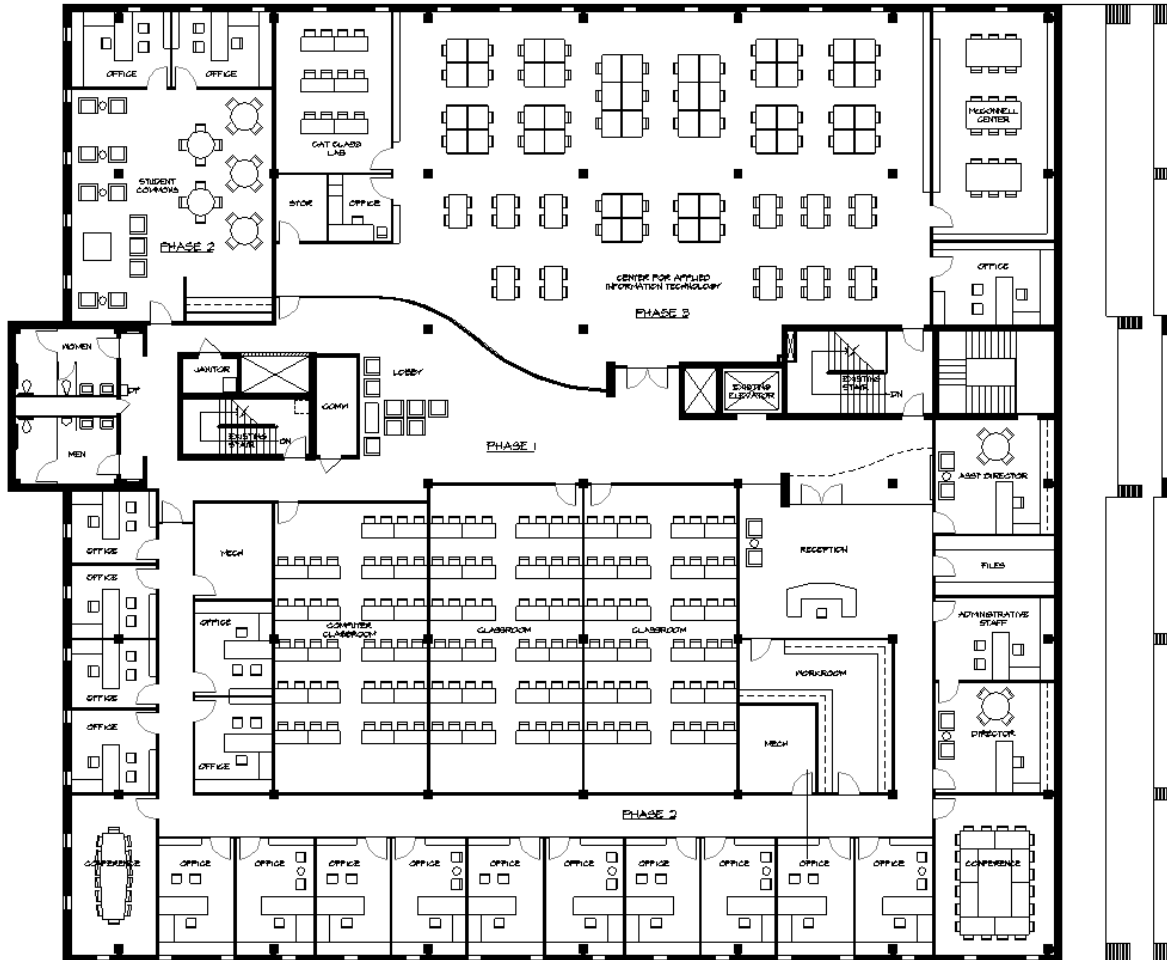 OFFICE
OFFICE
CAT CLASS
LAB
McCONNELL
CENTER
STUDENT
COMMONS
STOR
OFFICE
PHASE 2
OFFICE
CENTER FOR APPLIED
INFORMATION TECHNOLOGY
PHASE 3
WOMEN
JANITOR
LOBBY
DF
COMM
EXISTING
STAIR
DN
EXISTING
ELEVATOR
EXISTING
STAIR
DN
PHASE 1
MEN
ASST DIRECTOR
OFFICE
MECH
RECEPTION
FILES
OFFICE
OFFICE
COMPUTER
CLASSROOM
CLASSROOM
CLASSROOM
ADMINISTRATIVE
STAFF
WORKROOM
OFFICE
OFFICE
DIRECTOR
MECH
OFFICE
PHASE 2
CONFERENCE
OFFICE
OFFICE
OFFICE
OFFICE
OFFICE
OFFICE
OFFICE
OFFICE
OFFICE
OFFICE
CONFERENCE